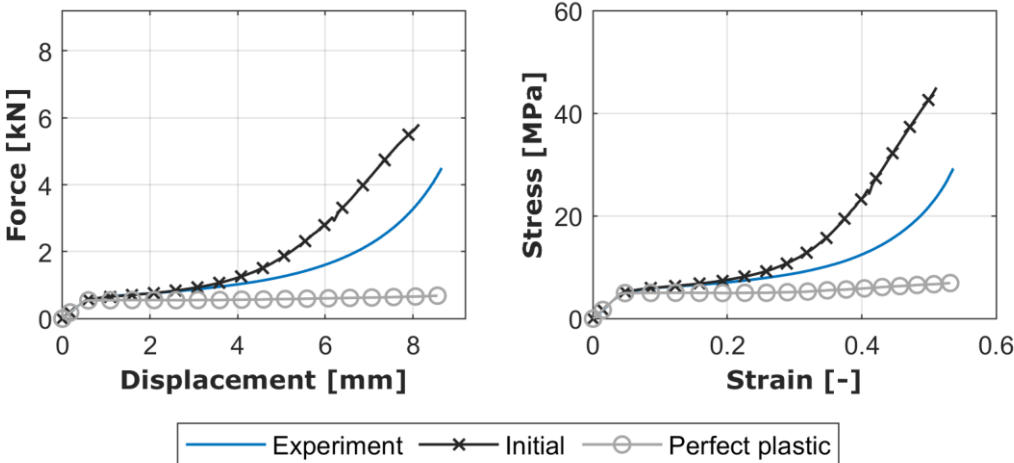 8
6
4
2
0
0 2 4 6 8
Force [kN]
Displacement [mm]
60
40
20
0
0 0.2 0.4 0.6
Stress [MPa]
Strain [-]
Experiment Initial Perfect plastic